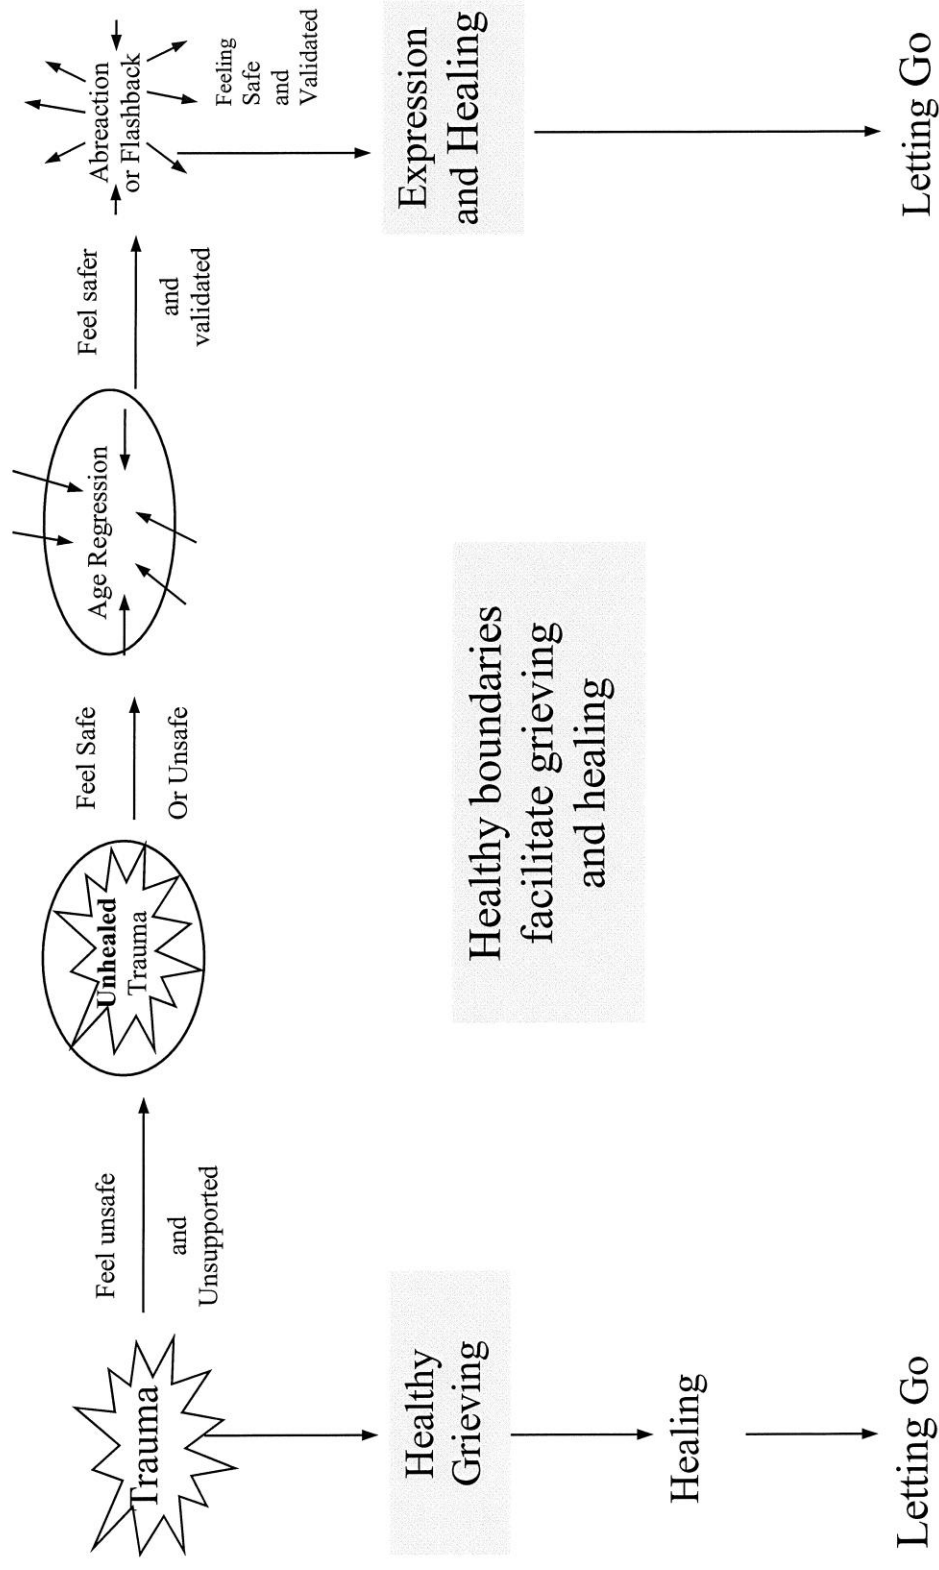 Trauma
Feel unsafe
and
Unsupported
Unhealed
Trauma
Feel Safe
Or Unsafe
Age Regression
Feel safer
and
validated
Abreaction
or Flashback
Feeling
Safe
and
Validated
Healthy
Grieving
Healing
Letting Go
Healthy boundaries
facilitate grieving
and healing
Expression
and Healing
Letting Go